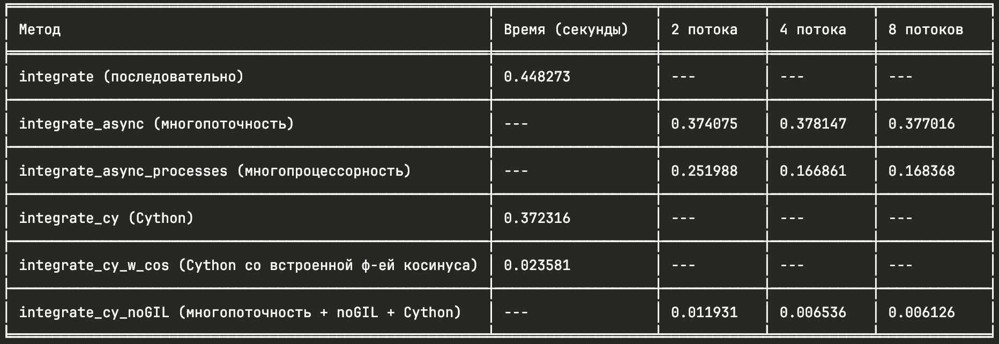 Метод Время (секунды) 2 потока 4 потока 8 потоков
integrate (последовательно) 0.448273 --- --- ---
integrate_async (многопоточность) --- 0.374075 0.378147 0.377016
integrate_async_processes (многопроцессорность) --- 0.251988 0.166861 0.168368
integrate_cy (Cython) 0.372316 --- --- ---
integrate_cy_w_cos (Cython со встроенной ф-ей косинуса) 0.023581 --- --- ---
integrate_cy_noGIL (многопоточность + noGIL + Cython) --- 0.011931 0.006536 0.006126